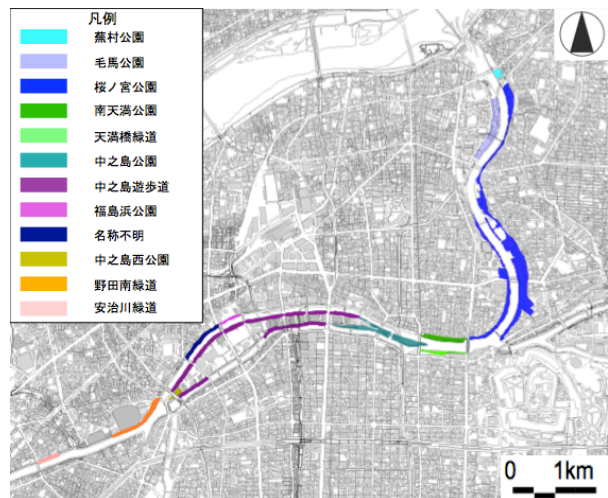 凡例
蕪村公園
毛馬公園
桜ノ宮公園
南天満公園
天満橋緑道
中之島公園
中之島遊歩道
福島浜公園
名称不明
中之島西公園
野田南緑道
安治川緑道
0 1km